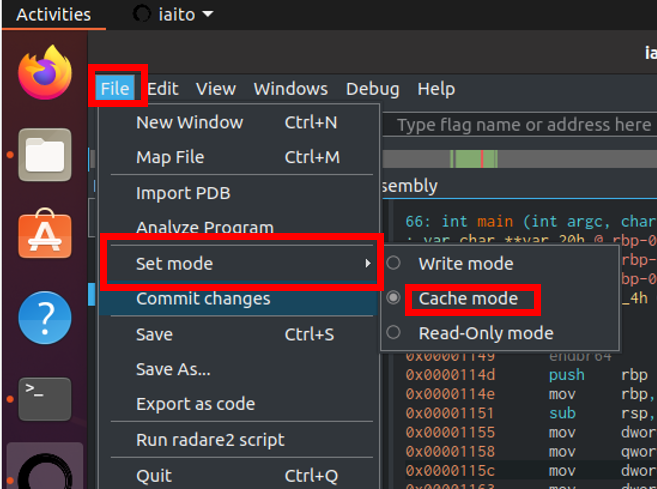 Activities iaito
ia
File Edit View Windows Debug Help
New Window Ctrl+N
Type flag name or address here
Map File Ctrl+M
Import PDB
sembly
Analyze Program
66: int main (int argc, char
; var char **var_20h @ rbp-0
Set mode
Write mode
rbp-0
Commit changes
Cache mode
_4h
Save Ctrl+S
Read-Only mode
0x00001149 endbr64
Save As...
0x0000114d push rbp
0x0000114e mov rbp,
Export as code
0x00001151 sub rsp,
0x00001155 mov dwor
Run radare2 script
0x00001158 mov qwor
0x0000115c mov dwor
Quit Ctrl+Q
0x00001163 mov dwor